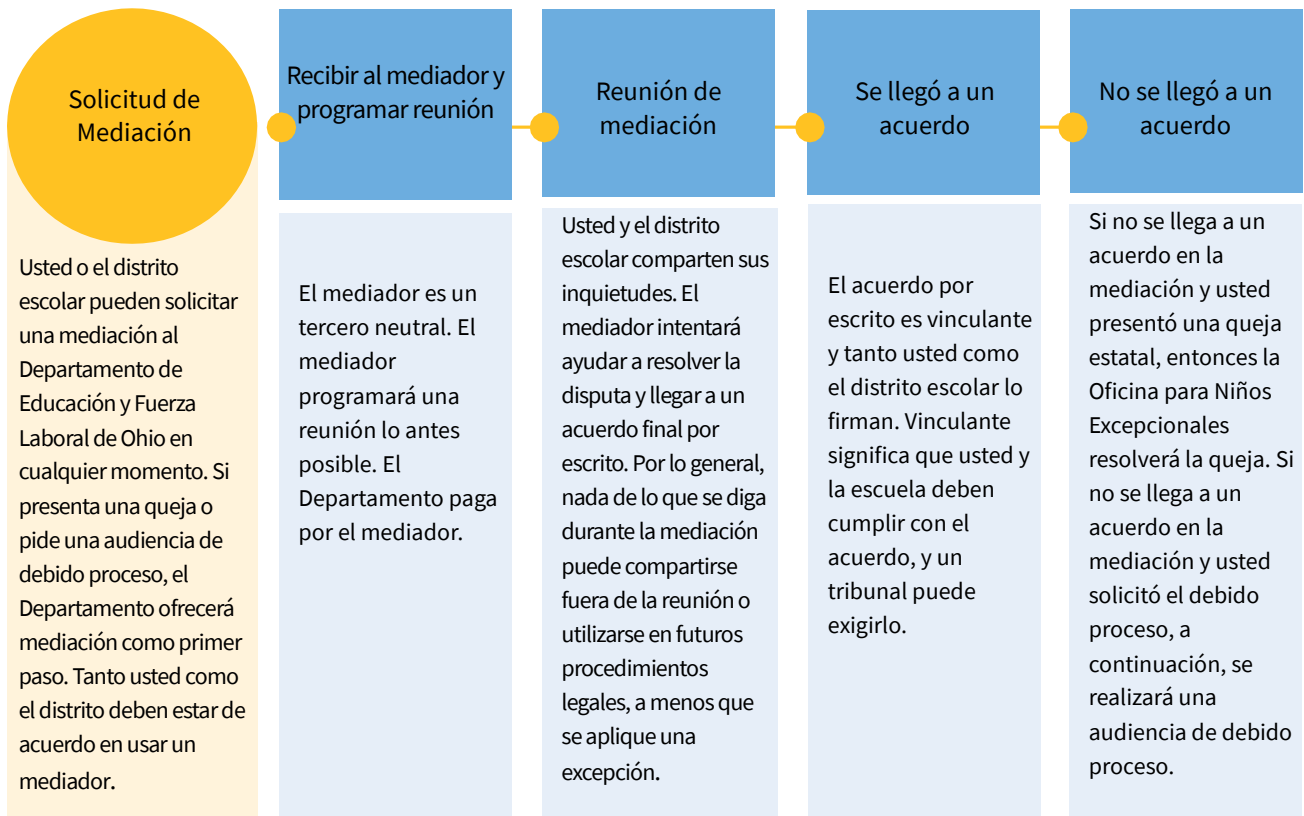 Solicitud de
Mediación
Usted o el distrito
escolar pueden solicitar
una mediación al
Departamento de
Educación y Fuerza
Laboral de Ohio en
cualquier momento. Si
presenta una queja o
pide una audiencia de
debido proceso, el
Departamento ofrecerá
mediación como primer
paso. Tanto usted como
el distrito deben estar de
acuerdo en usar un
mediador.
Recibir al mediador y
programar reunión
El mediador es un
tercero neutral. El
mediador
programará una
reunión lo antes
posible. El
Departamento paga
por el mediador.
Reunión de
mediación
Usted y el distrito
escolar comparten sus
inquietudes. El
mediador intentará
ayudar a resolver la
disputa y llegar a un
acuerdo final por
escrito. Por lo general,
nada de lo que se diga
durante la mediación
puede compartirse
fuera de la reunión o
utilizarse en futuros
procedimientos
legales, a menos que
se aplique una
excepción.
Se llegó a un
acuerdo
El acuerdo por
escrito es vinculante
y tanto usted como
el distrito escolar lo
firman. Vinculante
significa que usted y
la escuela deben
cumplir con el
acuerdo, y un
tribunal puede
exigirlo.
No se llegó a un
acuerdo
Si no se llega a un
acuerdo en la
mediación y usted
presentó una queja
estatal, entonces la
Oficina para Niños
Excepcionales
resolverá la queja. Si
no se llega a un
acuerdo en la
mediación y usted
solicitó el debido
proceso, a
continuación, se
realizará una
audiencia de debido
proceso.